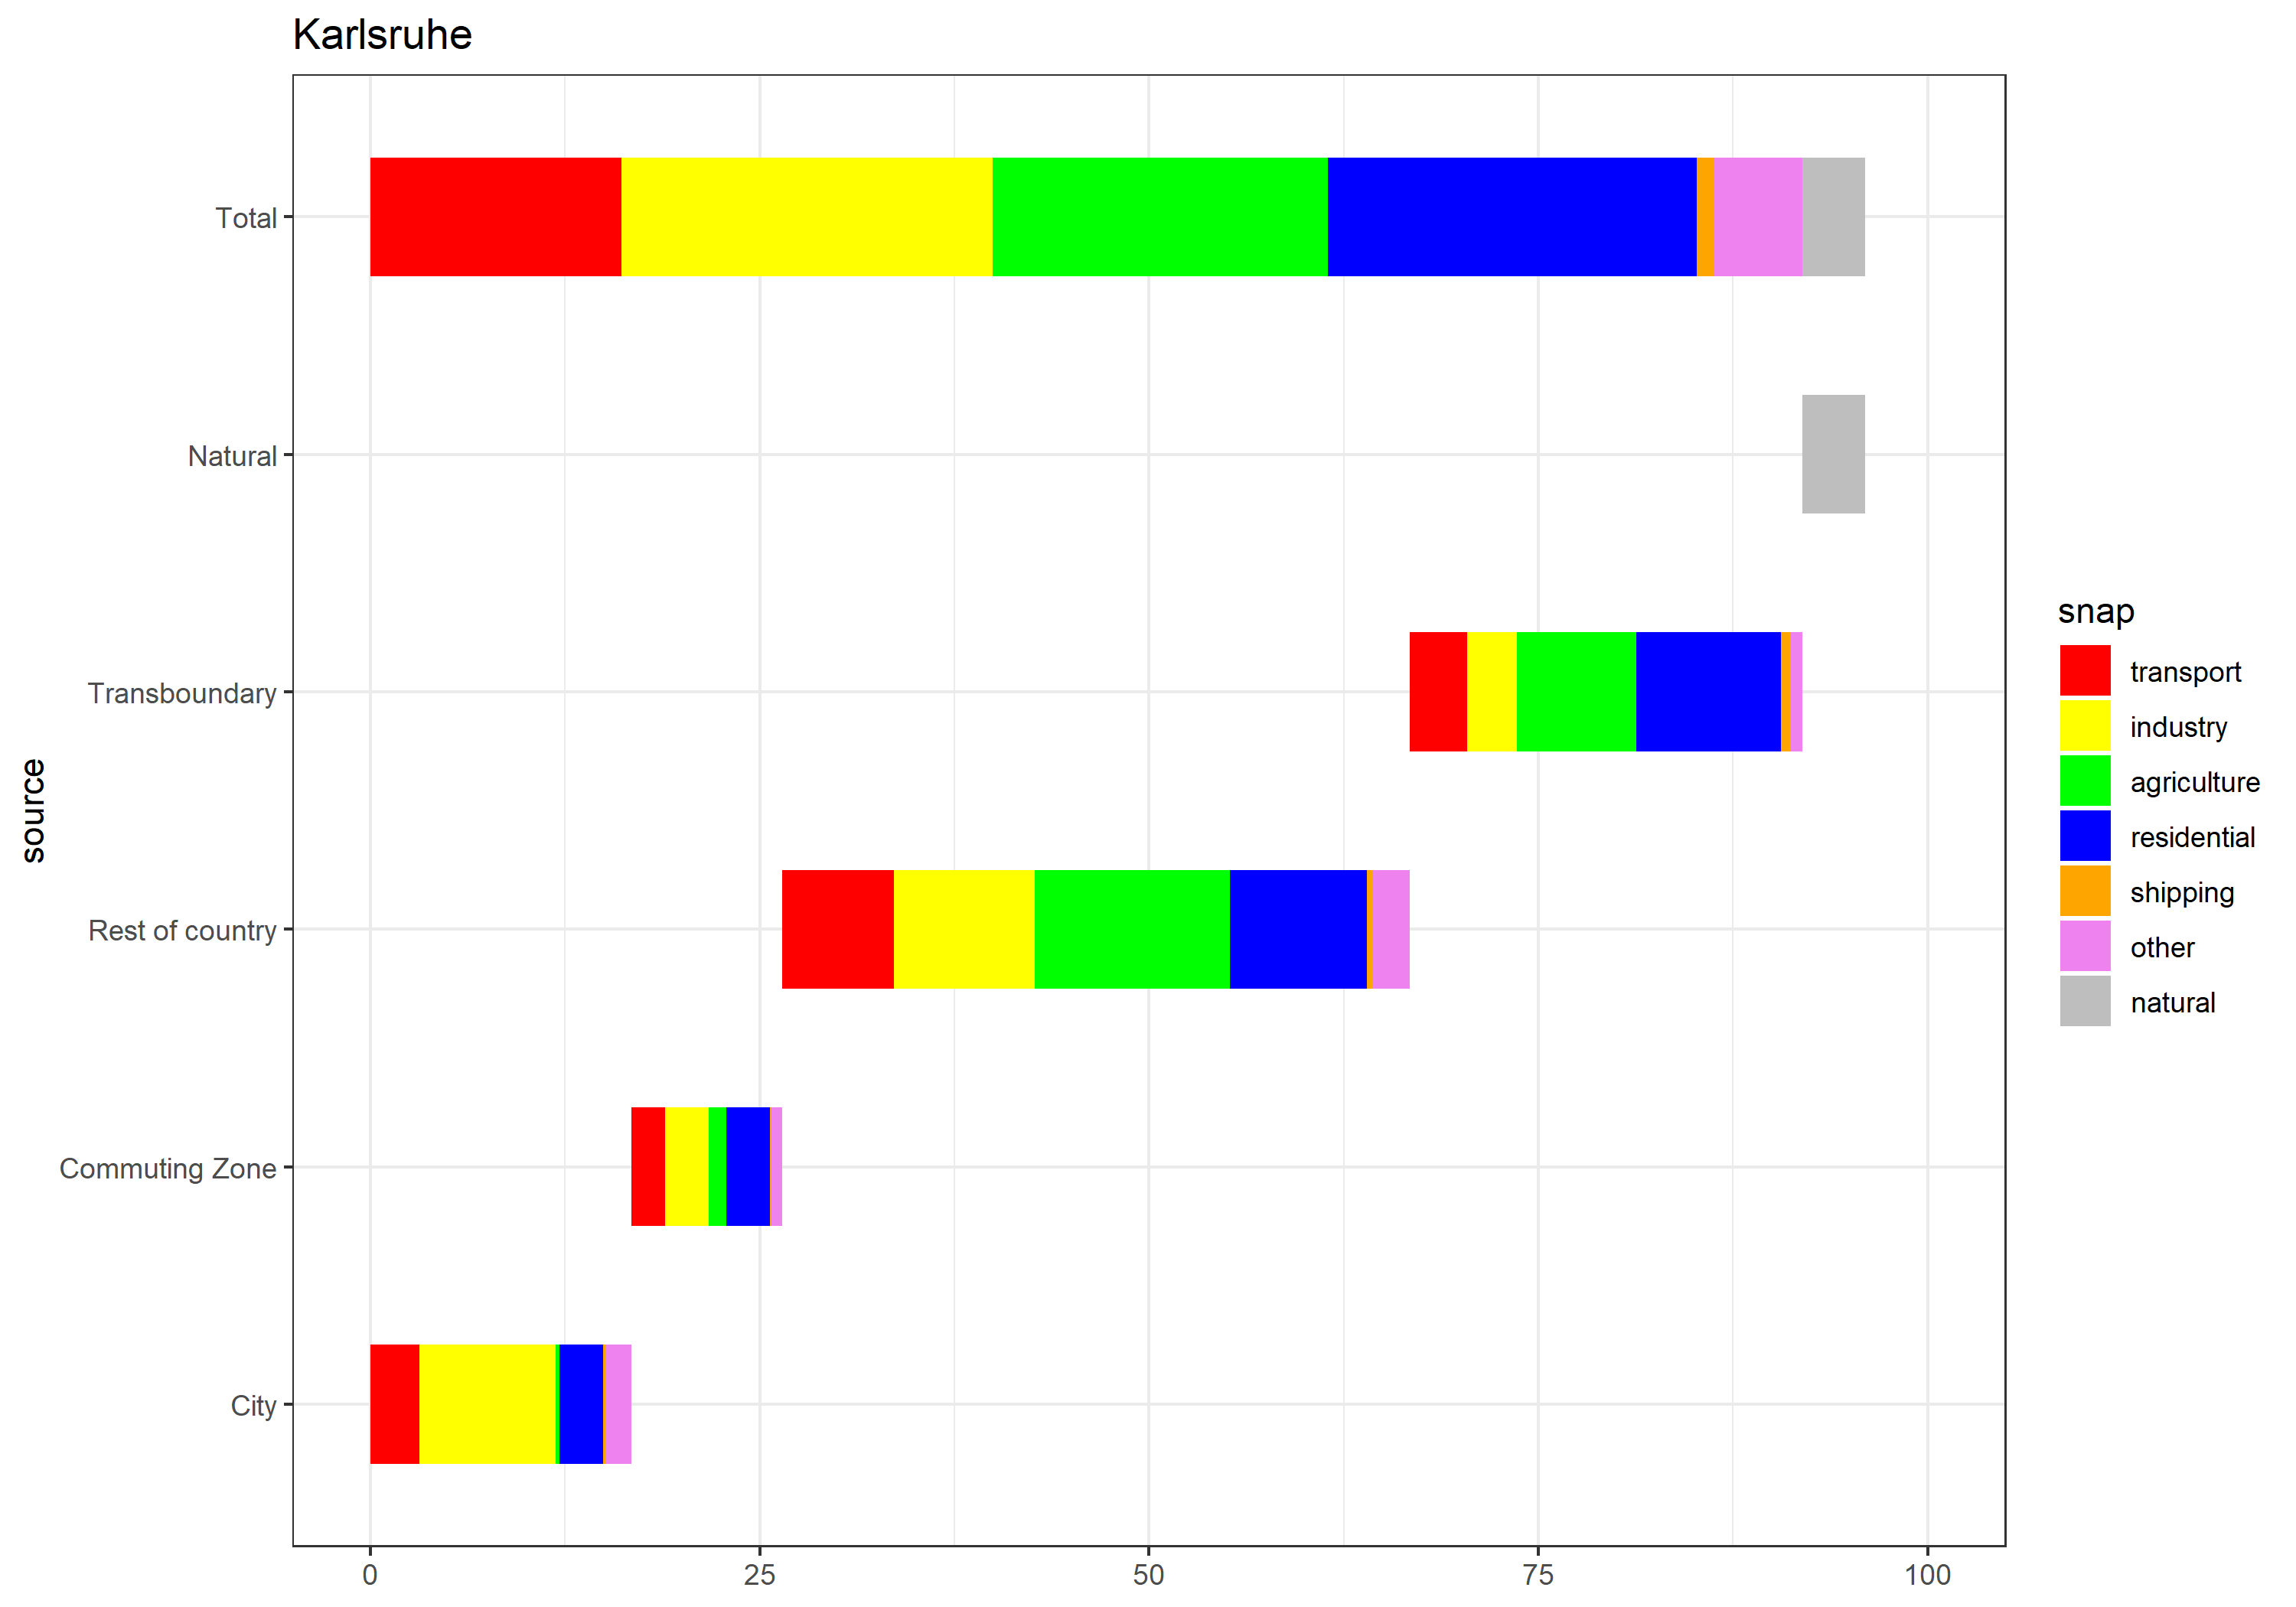 Karlsruhe
Total
Natural
Transboundary
Rest of country
Commuting Zone
City
source
0 25 50 75 100
snap
transport
industry
agriculture
residential
shipping
other
natural